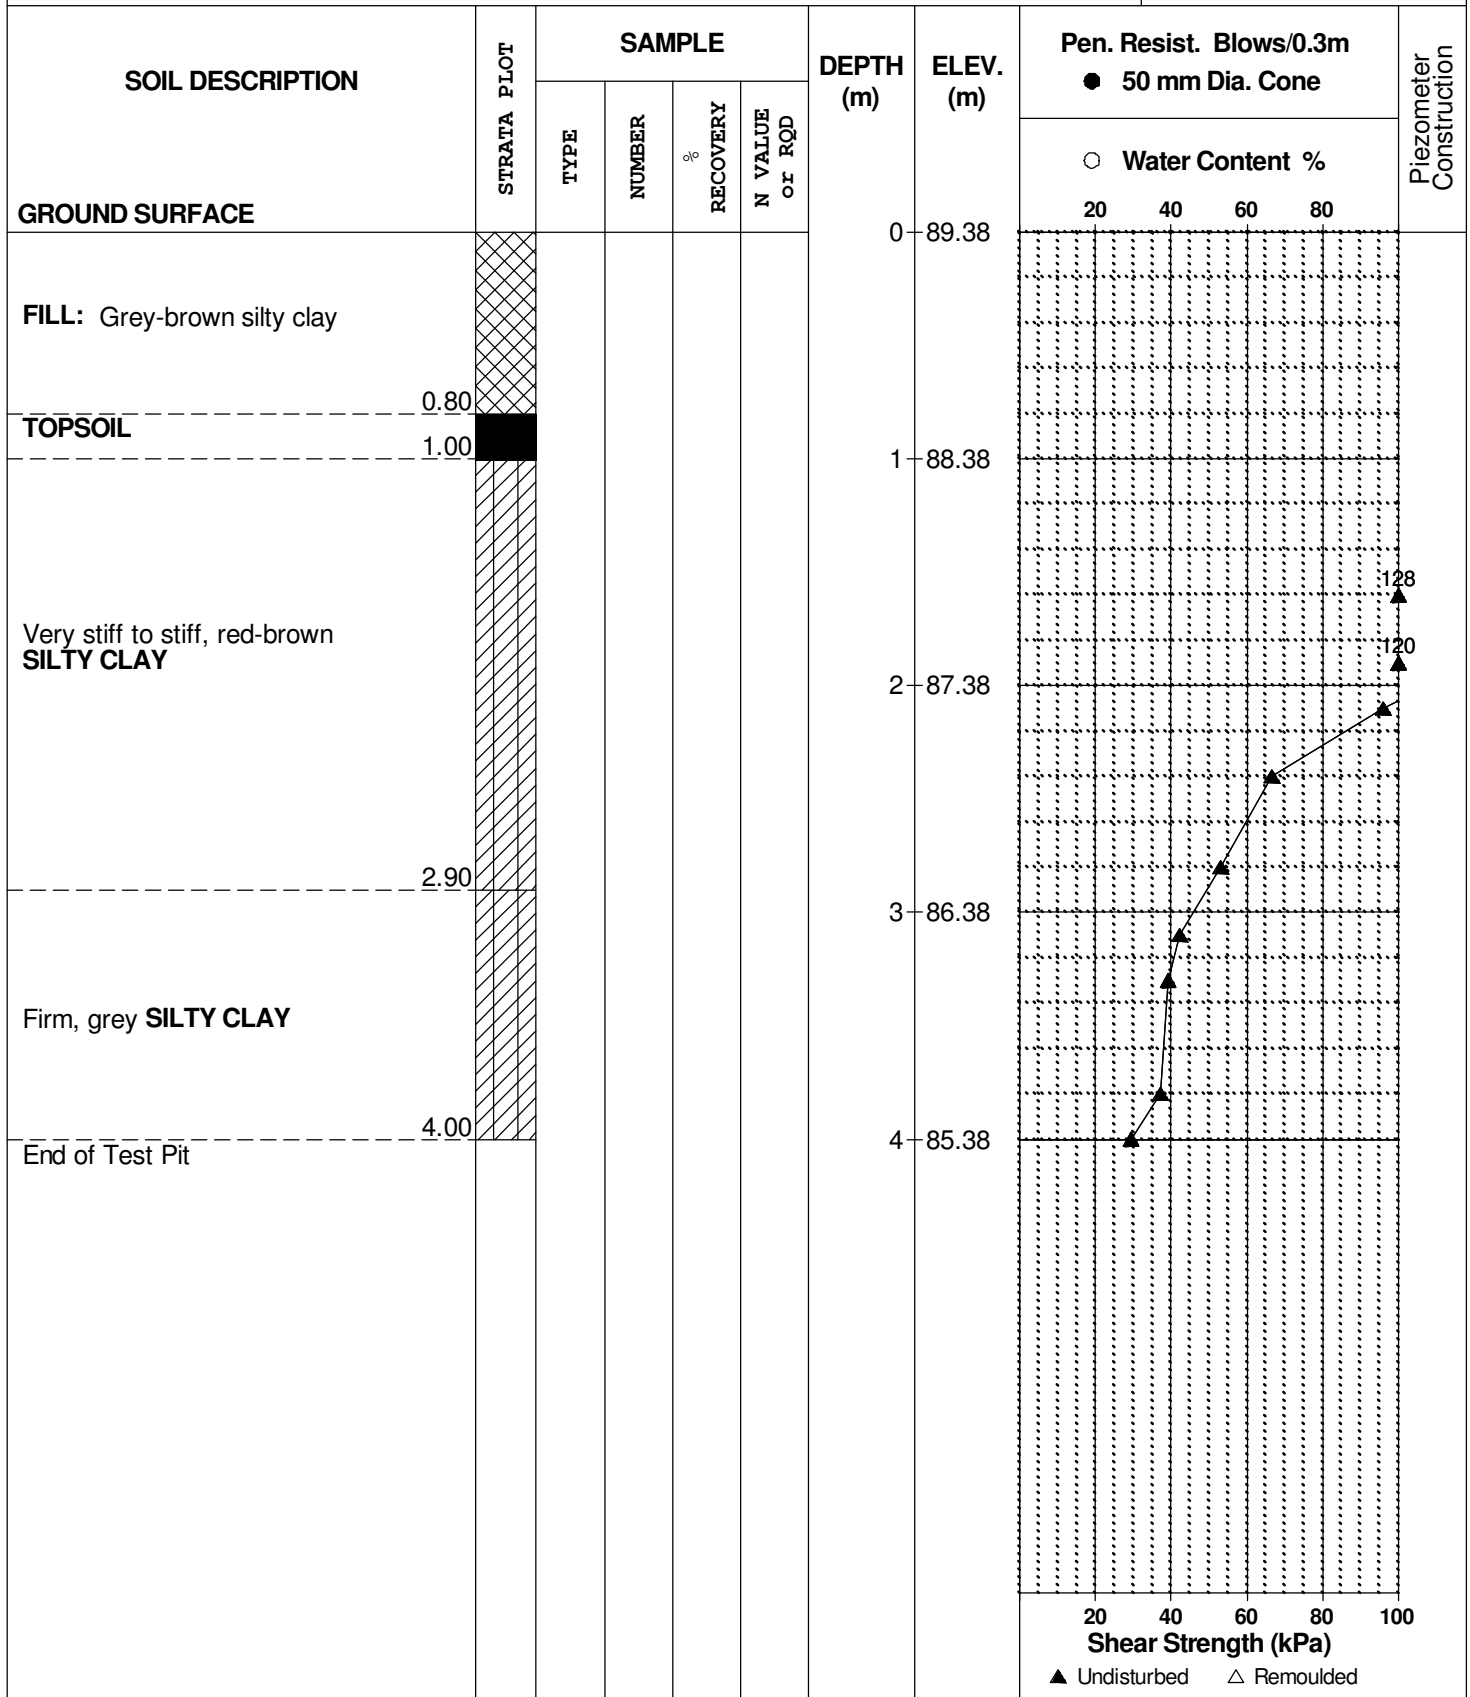 SOIL DESCRIPTION
GROUND SURFACE
STRATA PLOT
SAMPLE
TYPE
NUMBER
%
RECOVERY
N VALUE
or RQD
DEPTH
(m)
ELEV.
(m)
Pen. Resist. Blows/0.3m
● 50 mm Dia. Cone
○ Water Content %
20 40 60 80
Piezometer
Construction
0 89.38
FILL: Grey-brown silty clay
0.80
TOPSOIL
1.00
1 88.38
128
Very stiff to stiff, red-brown
SILTY CLAY
120
2 87.38
2.90
3 86.38
Firm, grey SILTY CLAY
4.00
4 85.38
End of Test Pit
20 40 60 80 100
Shear Strength (kPa)
▲ Undisturbed △ Remoulded